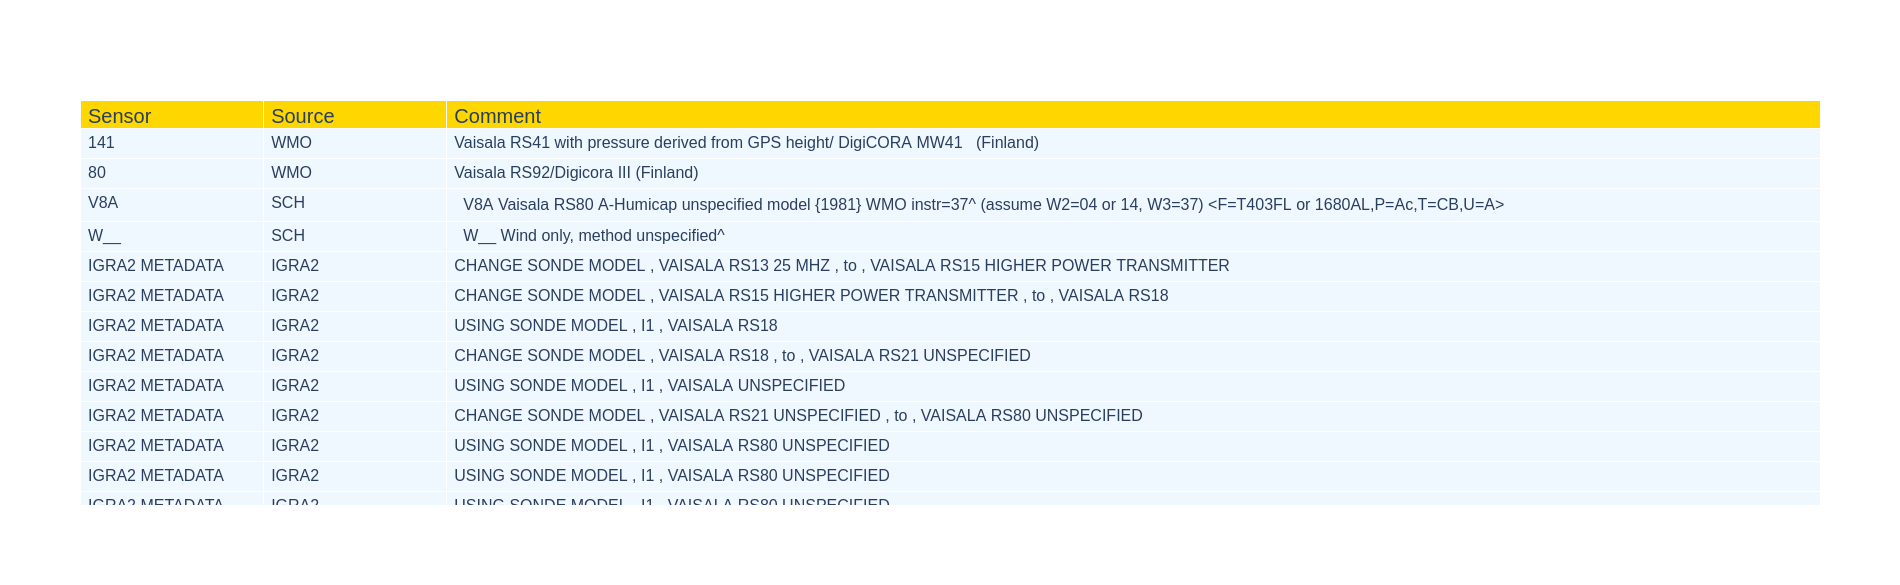 Sensor Source Comment
141 WMO Vaisala RS41 with pressure derived from GPS height/ DigiCORA MW41   (Finland)
80 WMO Vaisala RS92/Digicora III (Finland)
V8A SCH V8A Vaisala RS80 A-Humicap unspecified model {1981} WMO instr=37^ (assume W2=04 or 14, W3=37) <F=T403FL or 1680AL,P=Ac,T=CB,U=A>
W__ SCH W__ Wind only, method unspecified^
IGRA2 METADATA IGRA2 CHANGE SONDE MODEL , VAISALA RS13 25 MHZ , to , VAISALA RS15 HIGHER POWER TRANSMITTER
IGRA2 METADATA IGRA2 CHANGE SONDE MODEL , VAISALA RS15 HIGHER POWER TRANSMITTER , to , VAISALA RS18
IGRA2 METADATA IGRA2 USING SONDE MODEL , I1 , VAISALA RS18
IGRA2 METADATA IGRA2 CHANGE SONDE MODEL , VAISALA RS18 , to , VAISALA RS21 UNSPECIFIED
IGRA2 METADATA IGRA2 USING SONDE MODEL , I1 , VAISALA UNSPECIFIED
IGRA2 METADATA IGRA2 CHANGE SONDE MODEL , VAISALA RS21 UNSPECIFIED , to , VAISALA RS80 UNSPECIFIED
IGRA2 METADATA IGRA2 USING SONDE MODEL , I1 , VAISALA RS80 UNSPECIFIED
IGRA2 METADATA IGRA2 USING SONDE MODEL , I1 , VAISALA RS80 UNSPECIFIED
IGRA2 METADATA IGRA2 USING SONDE MODEL , I1 , VAISALA RS80 UNSPECIFIED